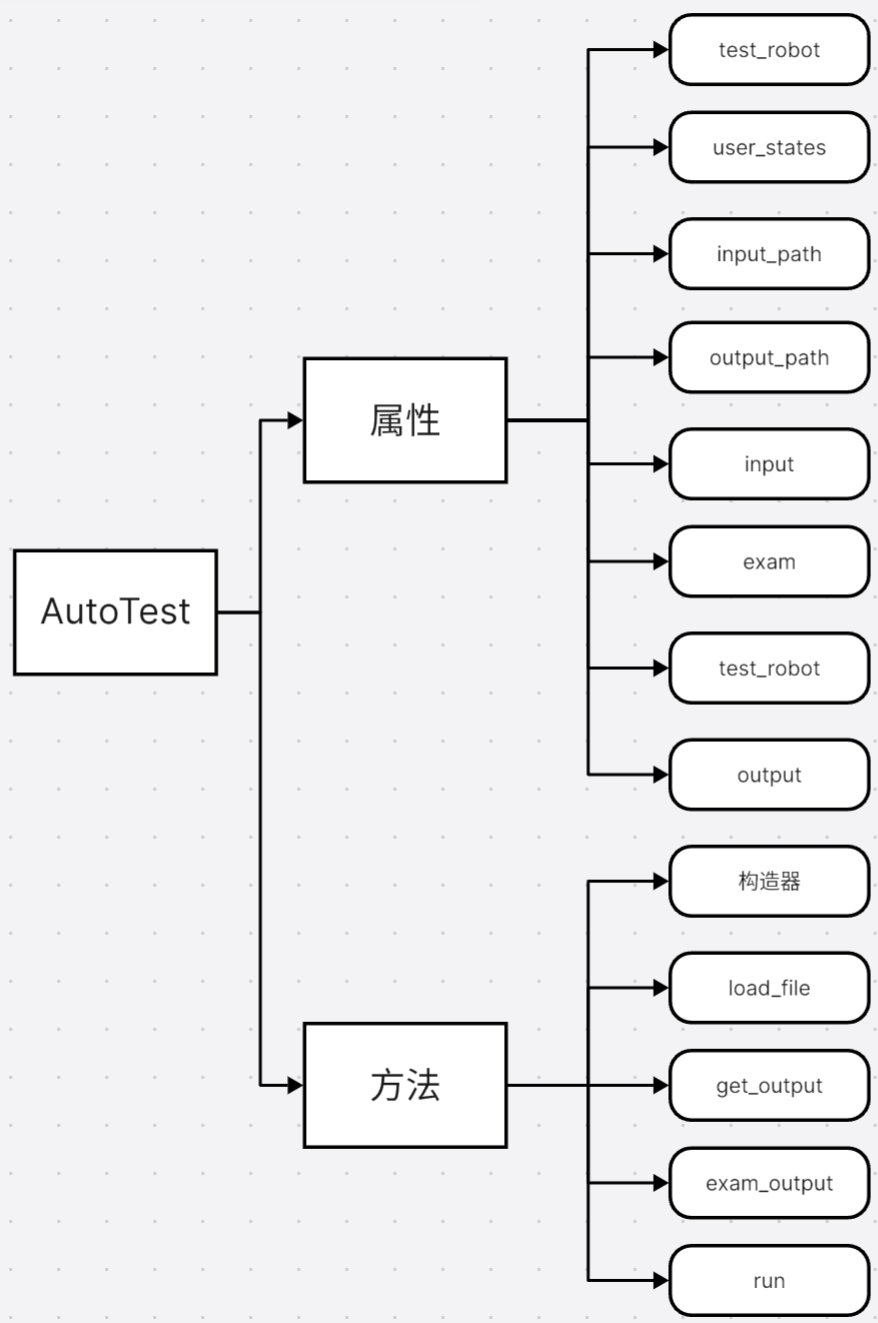 AutoTest
属性
test_robot
user_states
input_path
output_path
input
exam
test_robot
output
方法
构造器
load_file
get_output
exam_output
run